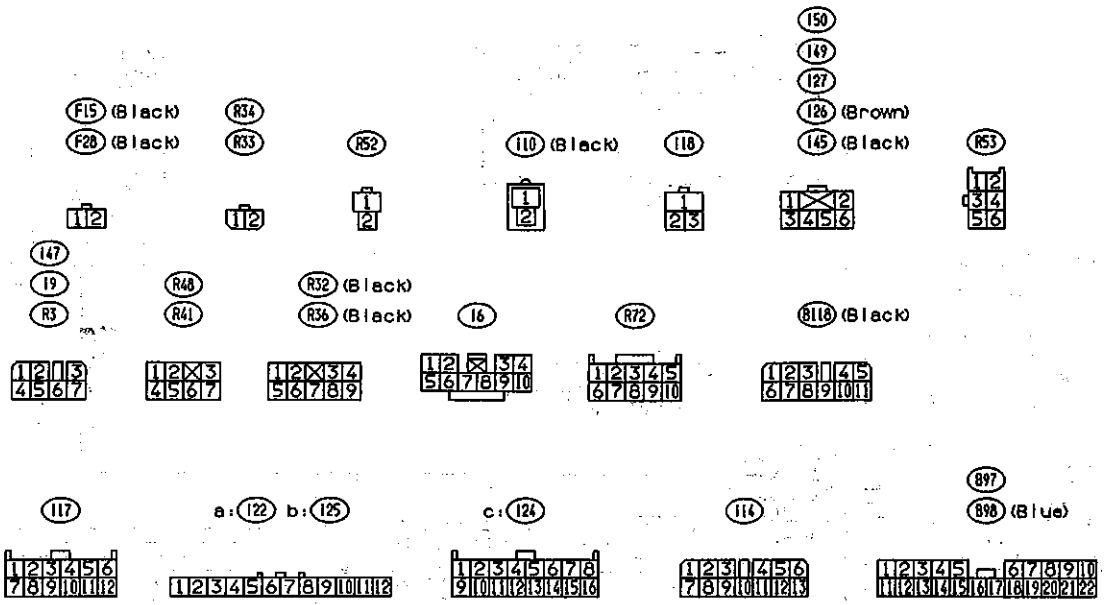 I50
I49
I27
F15 (Black) R34 I26 (Brown)
F28 (Black) R33 R52 I10 (Black) I18 I45 (Black) R53
1 2
1 1 1 1 2 3 4
1 2 1 2 2 2 2 3 3 4 5 6 5 6
I47
I9 R48 R32 (Black)
R3 R41 R36 (Black) I6 R72 B118 (Black)
1 2 3 1 2 3 1 2 3 4 1 2 3 4 1 2 3 4 5 1 2 3 4 5
4 5 6 7 4 5 6 7 5 6 7 8 9 5 6 7 8 9 10 6 7 8 9 10 6 7 8 9 10 11
B97
I17 a: I22 b: I25 c: I24 I14 B98 (Blue)
1 2 3 4 5 6 1 2 3 4 5 6 7 8 1 2 3 4 5 6 1 2 3 4 5 6 7 8 9 10
7 8 9 10 11 12 1 2 3 4 5 6 7 8 9 10 11 12 9 10 11 12 13 14 15 16 7 8 9 10 11 12 13 11 12 13 14 15 16 17 18 19 20 21 22